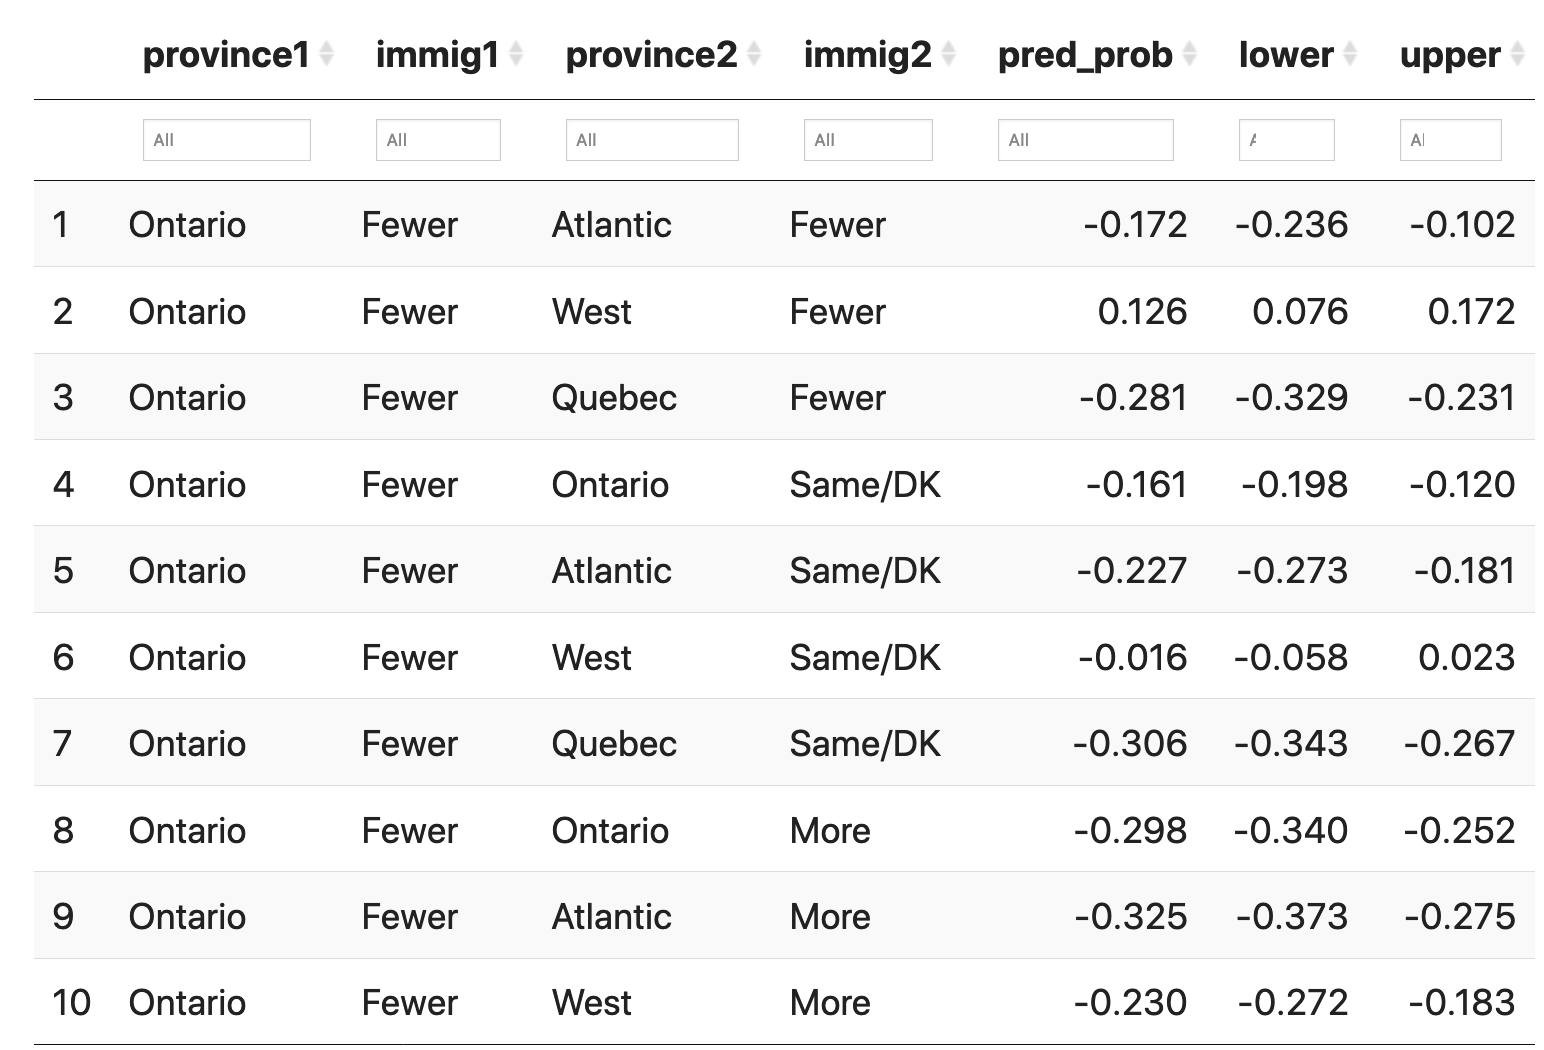 province1 immig1 province2 immig2 pred_prob lower upper
All All All All All A Al
1 Ontario Fewer Atlantic Fewer -0.172 -0.236 -0.102
2 Ontario Fewer West Fewer 0.126 0.076 0.172
3 Ontario Fewer Quebec Fewer -0.281 -0.329 -0.231
4 Ontario Fewer Ontario Same/DK -0.161 -0.198 -0.120
5 Ontario Fewer Atlantic Same/DK -0.227 -0.273 -0.181
6 Ontario Fewer West Same/DK -0.016 -0.058 0.023
7 Ontario Fewer Quebec Same/DK -0.306 -0.343 -0.267
8 Ontario Fewer Ontario More -0.298 -0.340 -0.252
9 Ontario Fewer Atlantic More -0.325 -0.373 -0.275
10 Ontario Fewer West More -0.230 -0.272 -0.183